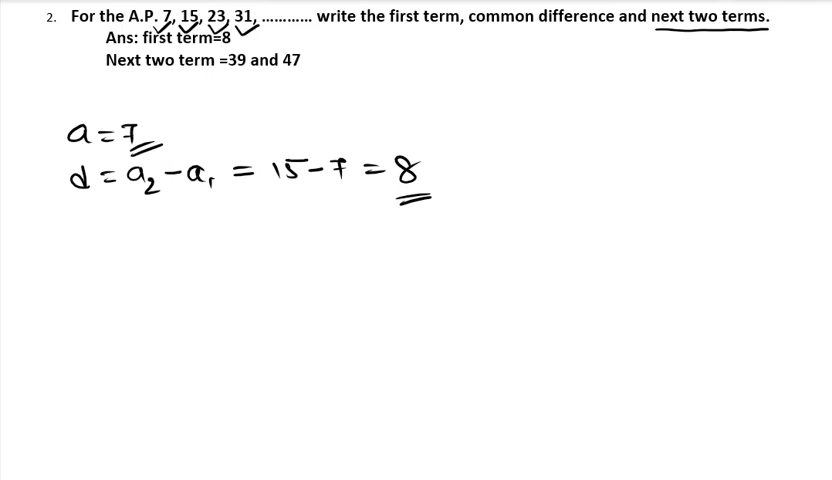 2. For the A.P. 7, 15, 23, 31, ............ write the first term, common difference and next two terms.
Ans: first term=8
Next two term =39 and 47
a = 7
d = a₂ - a₁ = 15 - 7 = 8